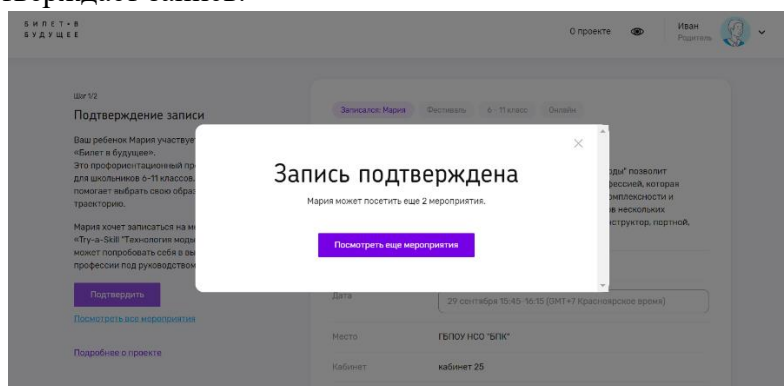 тверждает запись.
БИЛЕТ·В
БУДУЩЕЕ
О проекте
Иван
Родитель
Шаг 1/2
Подтверждение записи
Ваш ребенок Мария участвуе
«Билет в будущее».
Это профориентационный пр
для школьников 6-11 классов.
помогает выбрать свою образ
траекторию.
Мария хочет записаться на м
«Try-a-Skill "Технология моды
может попробовать себя в вы
профессии под руководством
Подтвердить
Посмотреть все мероприятия
Подробнее о проекте
Записался: Мария
Фестиваль
6 - 11 класс
Онлайн
оды" позволит
фессией, которая
омплексности и
в нескольких
структор, портной,
Запись подтверждена
Мария может посетить еще 2 мероприятия.
Посмотреть еще мероприятия
Дата
29 сентября 15:45-16:15 (GMT+7 Красноярское время)
Место
ГБПОУ НСО "БПК"
Кабинет
кабинет 25